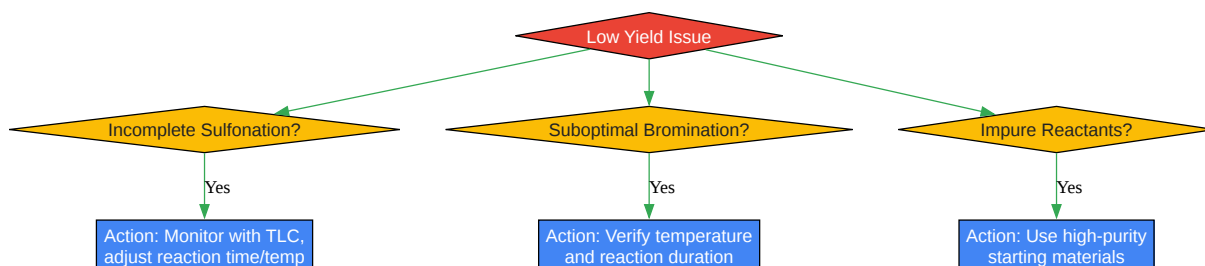 Low Yield Issue
Incomplete Sulfonation?
Suboptimal Bromination?
Impure Reactants?
Yes
Yes
Yes
Action: Monitor with TLC,
adjust reaction time/temp
Action: Verify temperature
and reaction duration
Action: Use high-purity
starting materials